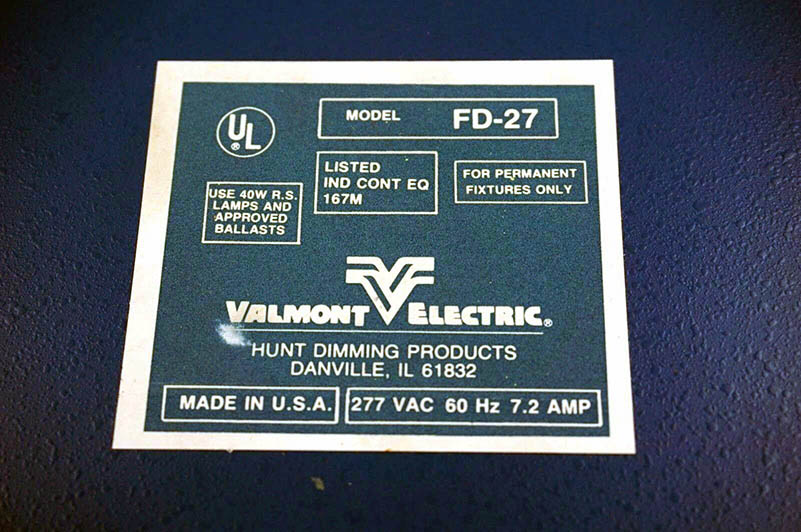 UL®
MODEL FD-27
LISTED
IND CONT EQ
167M
FOR PERMANENT
FIXTURES ONLY
USE 40W R.S.
LAMPS AND
APPROVED
BALLASTS
VALMONT ELECTRIC®
HUNT DIMMING PRODUCTS
DANVILLE, IL 61832
MADE IN U.S.A.
277 VAC 60 Hz 7.2 AMP